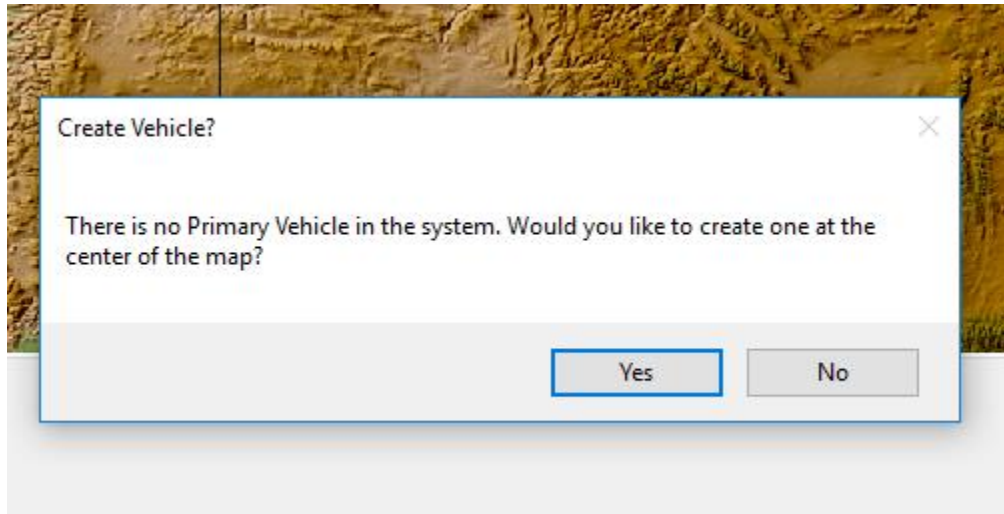 Create Vehicle?
There is no Primary Vehicle in the system. Would you like to create one at the
center of the map?
Yes
No